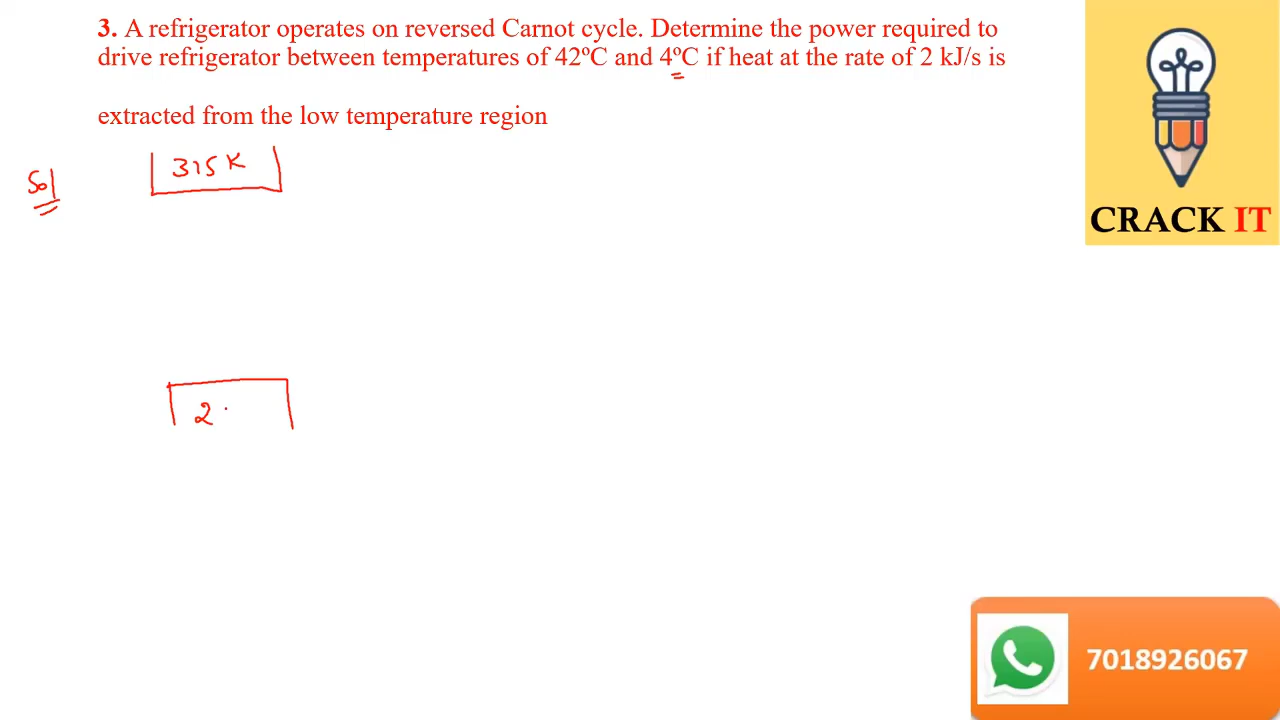 3. A refrigerator operates on reversed Carnot cycle. Determine the power required to
drive refrigerator between temperatures of 42ºC and 4ºC if heat at the rate of 2 kJ/s is
extracted from the low temperature region
Sol
315 K
2
CRACK IT
7018926067